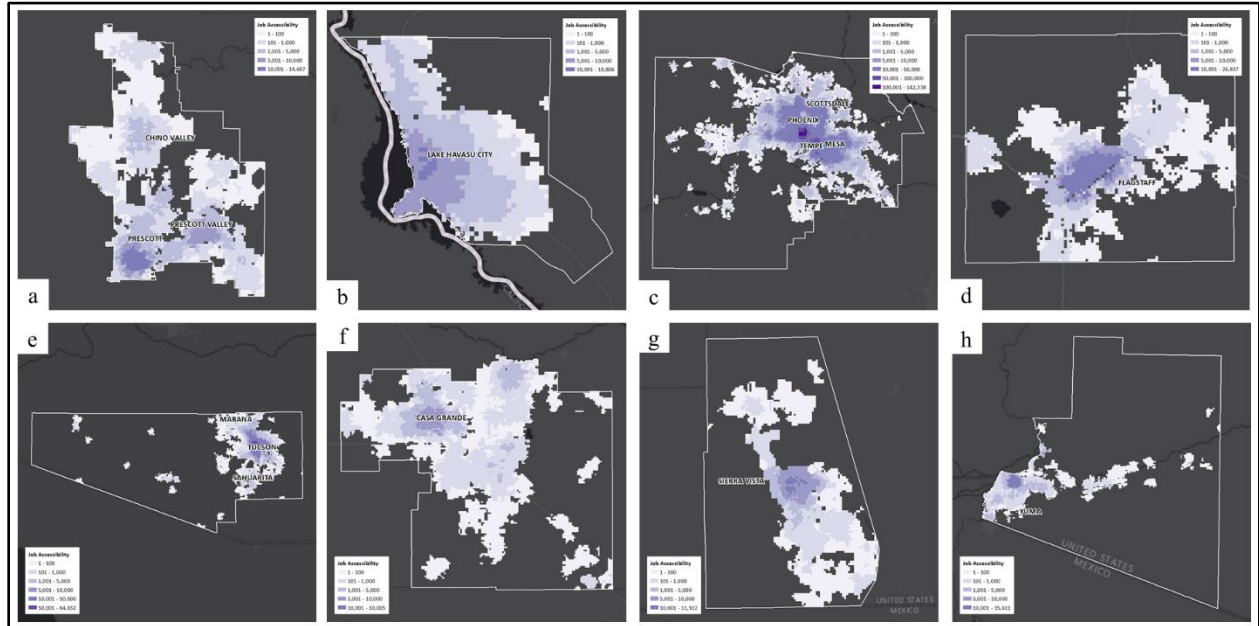 Job Accessibility
1 - 100
101 - 1,000
1,001 - 5,000
5,001 - 10,000
10,001 - 14,607
CHINO VALLEY
PRESCOTT VALLEY
PRESCOTT
a
Job Accessibility
1 - 100
101 - 1,000
1,001 - 5,000
5,001 - 10,000
10,001 - 10,806
LAKE HAVASU CITY
b
Job Accessibility
1 - 100
101 - 1,000
1,001 - 5,000
5,001 - 10,000
10,001 - 50,000
50,001 - 100,000
100,001 - 142,338
SCOTTSDALE
PHOENIX
TEMPE
MESA
c
Job Accessibility
1 - 100
101 - 1,000
1,001 - 5,000
5,001 - 10,000
10,001 - 26,837
FLAGSTAFF
d
e
MARANA
TUCSON
SAHUARITA
Job Accessibility
1 - 100
101 - 1,000
1,001 - 5,000
5,001 - 10,000
10,001 - 50,000
50,001 - 64,652
f
CASA GRANDE
Job Accessibility
1 - 100
101 - 1,000
1,001 - 5,000
5,001 - 10,000
10,001 - 10,005
g
SIERRA VISTA
Job Accessibility
1 - 100
101 - 1,000
1,001 - 5,000
5,001 - 10,000
10,001 - 11,922
UNITED STATES
MEXICO
h
YUMA
UNITED STATES
MEXICO
Job Accessibility
1 - 100
101 - 1,000
1,001 - 5,000
5,001 - 10,000
10,001 - 35,611